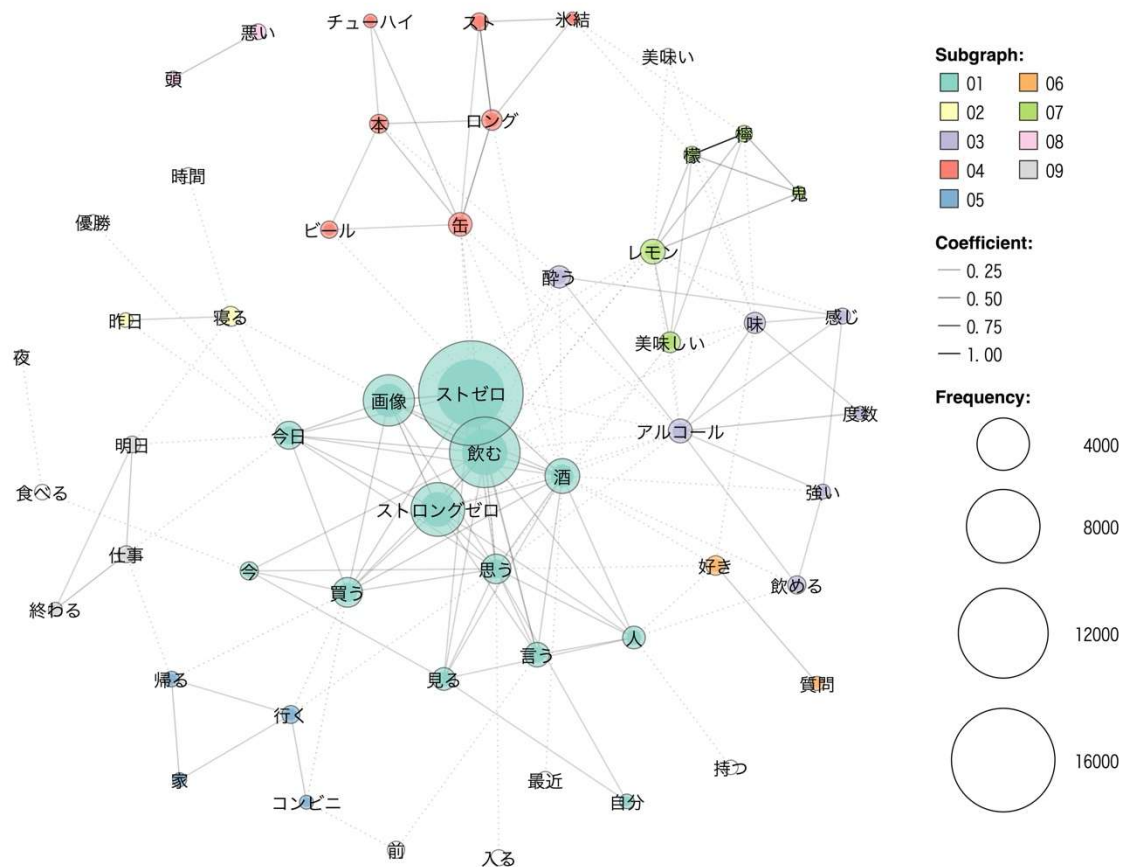 チューハイ
スト
氷結
悪い
美味い
頭
本
ロング
檸
檬
時間
鬼
優勝
ビール
缶
レモン
酔う
昨日
寝る
味
感じ
美味しい
夜
ストゼロ
画像
度数
今日
アルコール
明日
飲む
酒
食べる
強い
ストロングゼロ
仕事
今
思う
好き
買う
飲める
終わる
人
言う
帰る
見る
質問
行く
家
最近
持つ
コンビニ
自分
前
入る
Subgraph:
01
02
03
04
05
06
07
08
09
Coefficient:
0.25
0.50
0.75
1.00
Frequency:
4000
8000
12000
16000